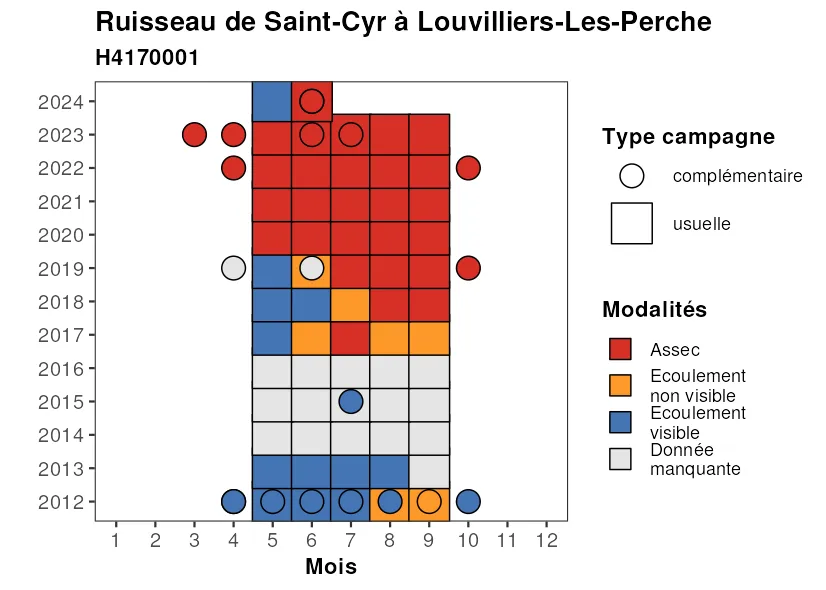 Ruisseau de Saint-Cyr à Louvilliers-Les-Perche
H4170001
2024
2023
2022
2021
2020
2019
2018
2017
2016
2015
2014
2013
2012
1 2 3 4 5 6 7 8 9 10 11 12
Mois
Type campagne
complémentaire
usuelle
Modalités
Assec
Ecoulement
non visible
Ecoulement
visible
Donnée
manquante